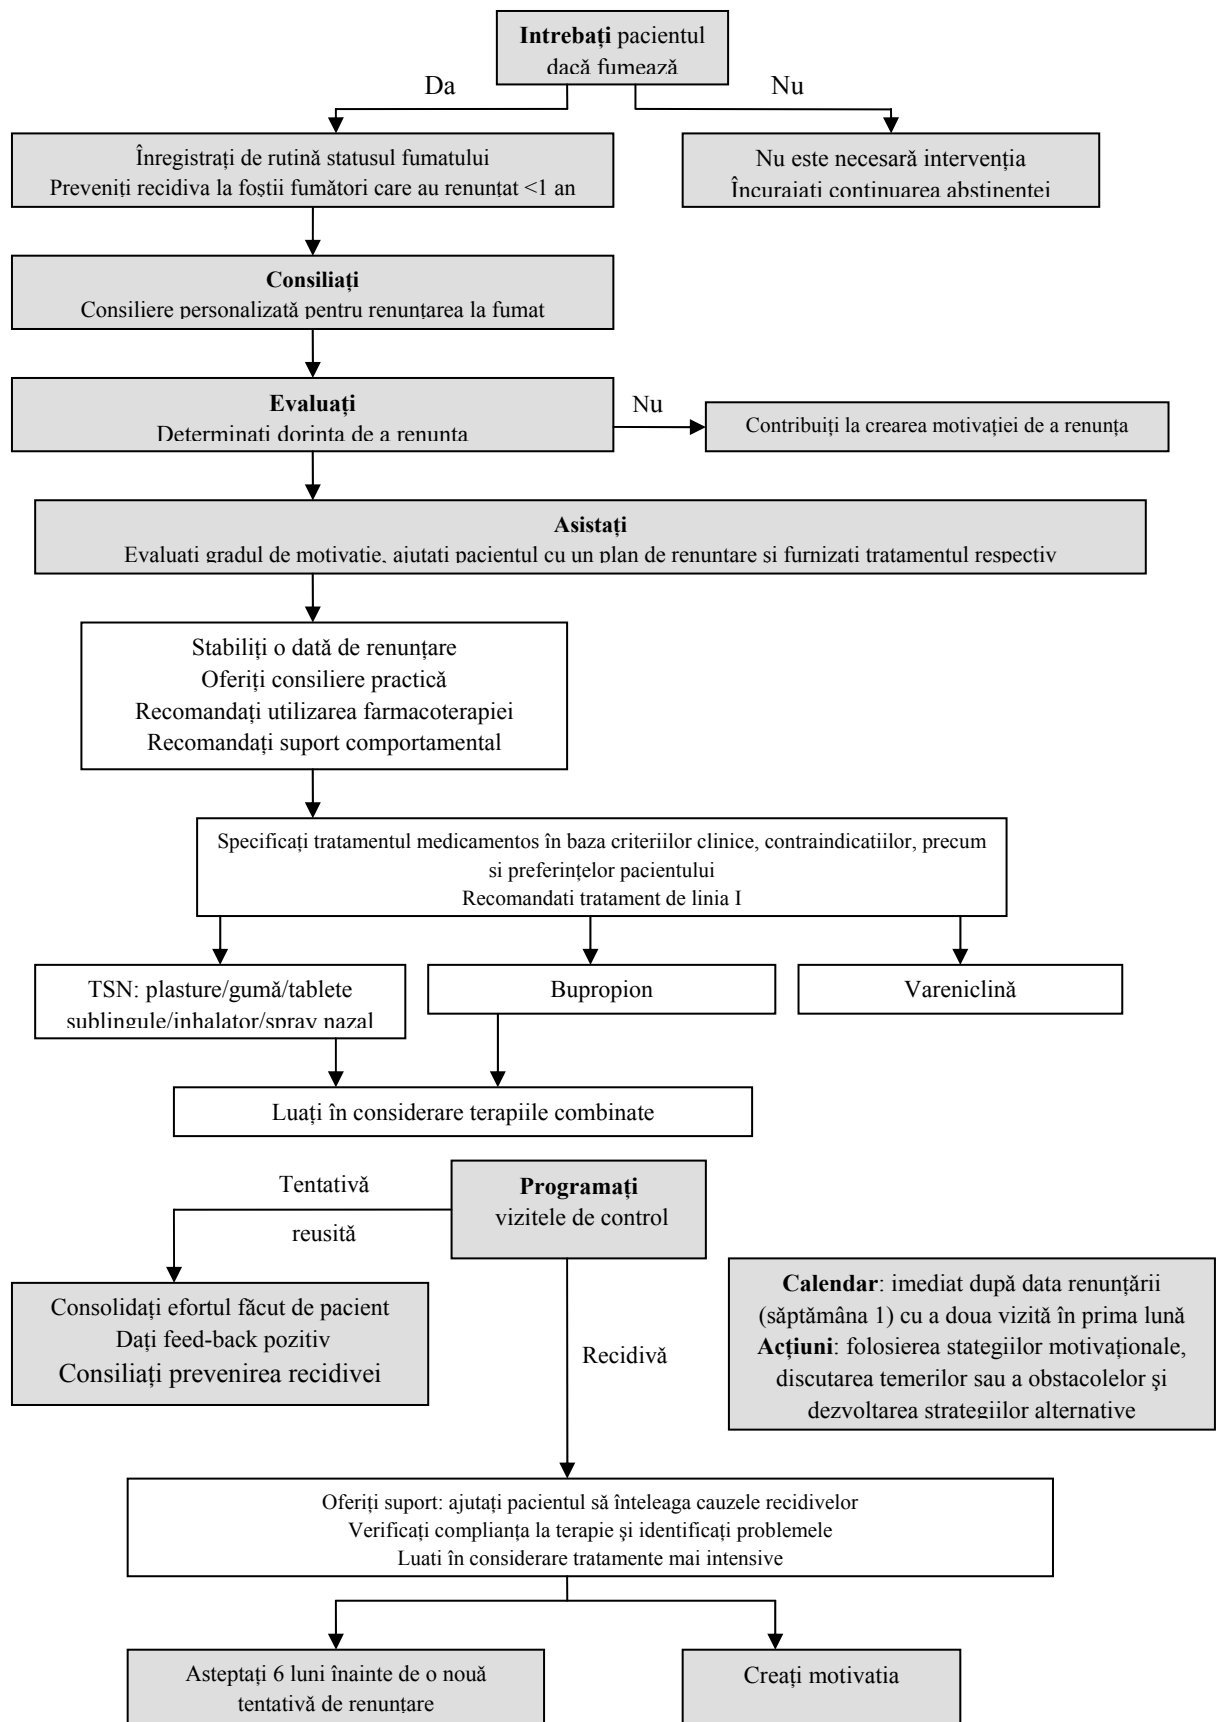 Intrebați pacientul
dacă fumează
Da
Nu
Înregistrați de rutină statusul fumatului
Preveniți recidiva la foștii fumători care au renunțat <1 an
Nu este necesară intervenția
Încurajati continuarea abstinentei
Consiliați
Consiliere personalizată pentru renunțarea la fumat
Evaluați
Determinati dorinta de a renunta
Nu
Contribuiți la crearea motivației de a renunța
Asistați
Evaluati gradul de motivatie, ajutati pacientul cu un plan de renuntare si furnizati tratamentul respectiv
Stabiliți o dată de renunțare
Oferiți consiliere practică
Recomandați utilizarea farmacoterapiei
Recomandați suport comportamental
Specificați tratamentul medicamentos în baza criteriilor clinice, contraindicatiilor, precum
si preferințelor pacientului
Recomandati tratament de linia I
TSN: plasture/gumă/tablete
sublingule/inhalator/spray nazal
Bupropion
Vareniclină
Luați în considerare terapiile combinate
Tentativă
reusită
Programați
vizitele de control
Consolidați efortul făcut de pacient
Dați feed-back pozitiv
Consiliați prevenirea recidivei
Recidivă
Calendar: imediat după data renunțării
(săptămâna 1) cu a doua vizită în prima lună
Acțiuni: folosierea stategiilor motivaționale,
discutarea temerilor sau a obstacolelor şi
dezvoltarea strategiilor alternative
Oferiți suport: ajutați pacientul să înteleaga cauzele recidivelor
Verificați complianța la terapie şi identificați problemele
Luati în considerare tratamente mai intensive
Asteptați 6 luni înainte de o nouă
tentativă de renuntare
Creați motivatia